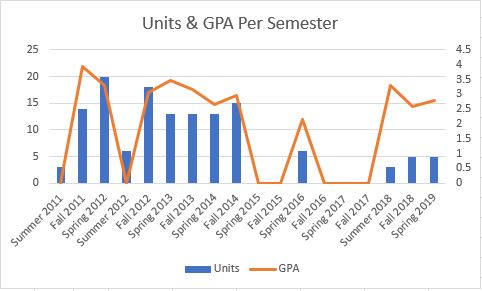 Units & GPA Per Semester
25
20
15
10
5
0
4.5
4
3.5
3
2.5
2
1.5
1
0.5
0
Summer 2011
Fall 2011
Spring 2012
Summer 2012
Fall 2012
Spring 2013
Fall 2013
Spring 2014
Fall 2014
Spring 2015
Fall 2015
Spring 2016
Fall 2016
Spring 2017
Fall 2017
Summer 2018
Fall 2018
Spring 2019
Units
GPA